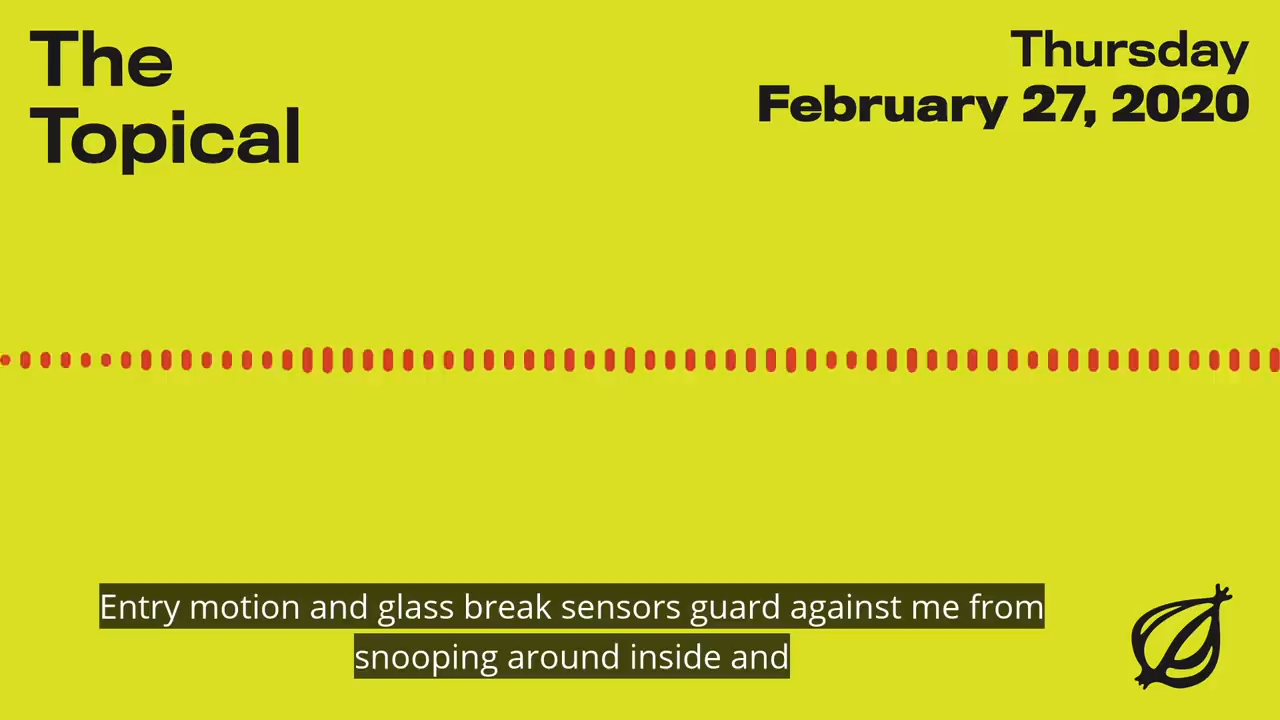 The
Topical
Thursday
February 27, 2020
Entry motion and glass break sensors guard against me from
snooping around inside and